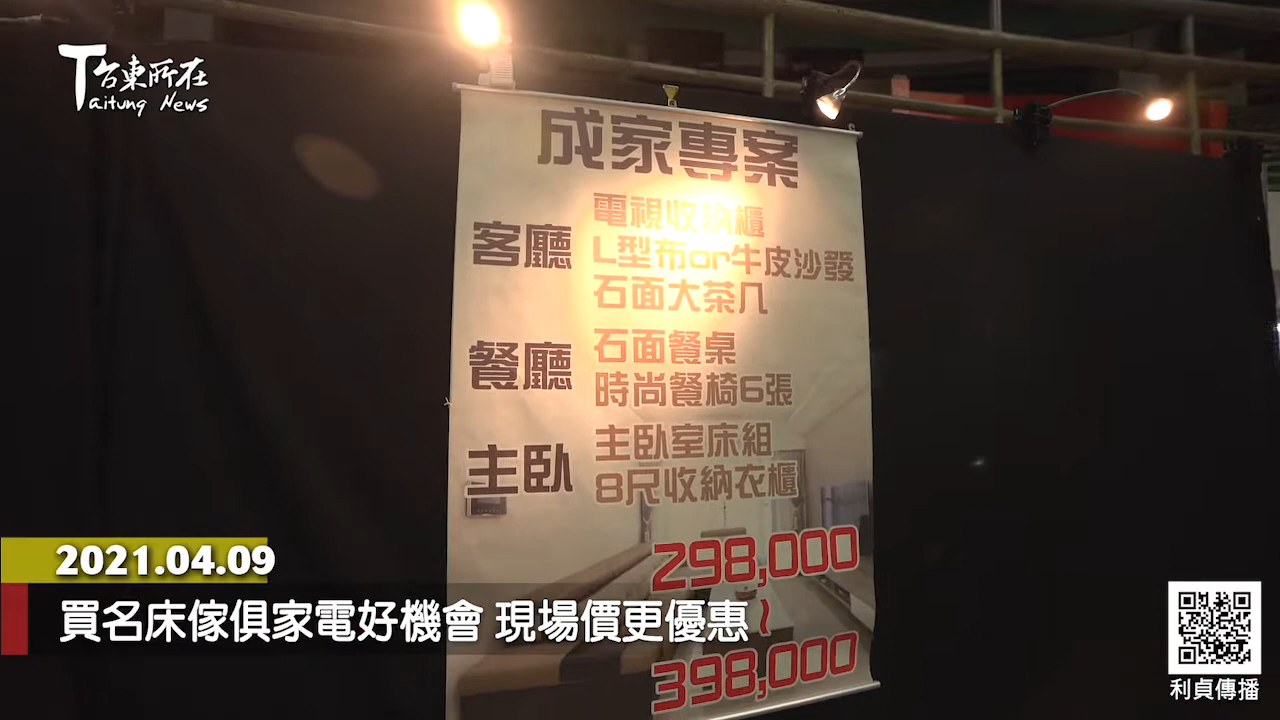 台東所在
Taitung News
成家專案
客廳
電視收納櫃
L型布or牛皮沙發
石面大茶几
餐廳
石面餐桌
時尚餐椅6張
主臥
主臥室床組
8尺收納衣櫃
298,000
~
398,000
2021.04.09
買名床傢俱家電好機會 現場價更優惠
利貞傳播